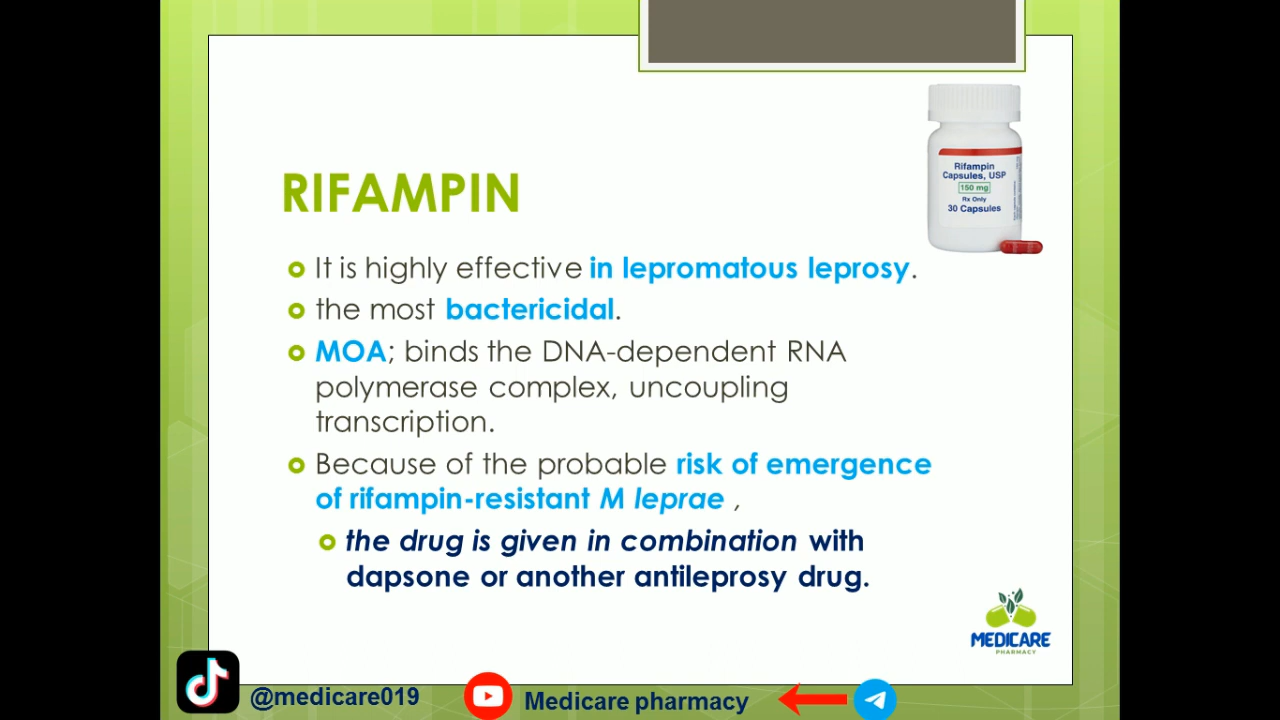 Rifampin
Capsules, USP
150 mg
Rx Only
30 Capsules
RIFAMPIN
It is highly effective in lepromatous leprosy.
the most bactericidal.
MOA; binds the DNA-dependent RNA
polymerase complex, uncoupling
transcription.
Because of the probable risk of emergence
of rifampin-resistant M leprae ,
the drug is given in combination with
dapsone or another antileprosy drug.
MEDICARE
PHARMACY
@medicare019
Medicare pharmacy